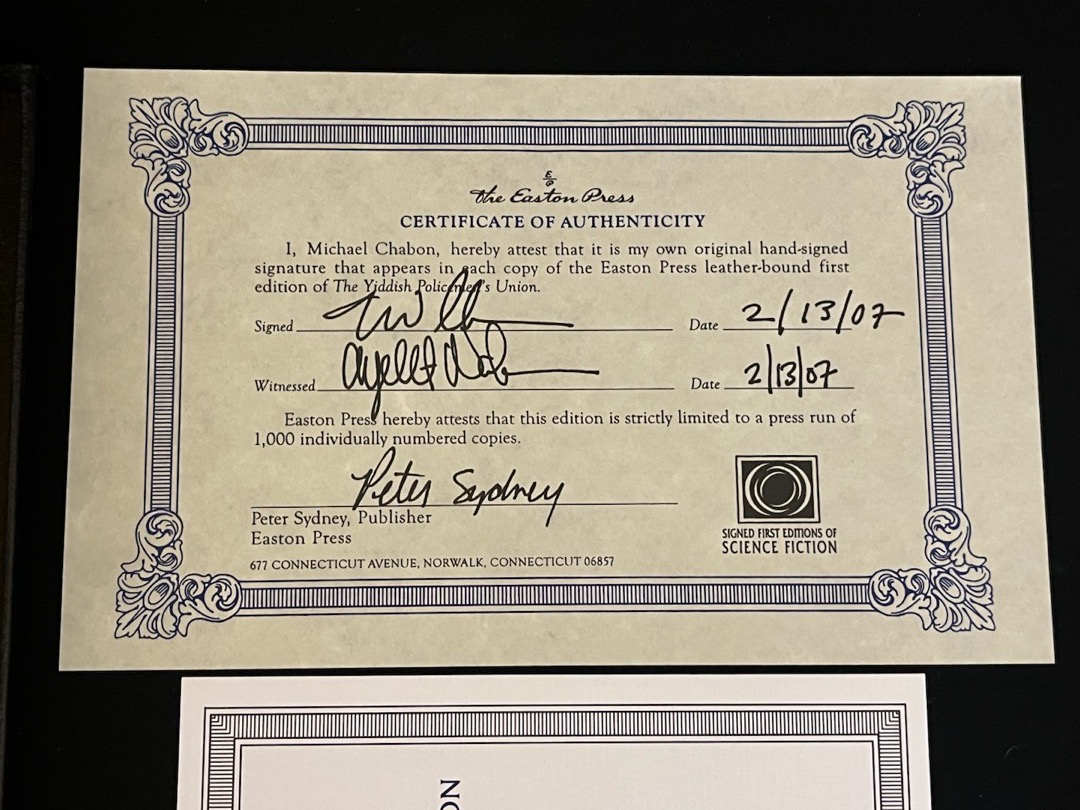 E
P
The Easton Press
CERTIFICATE OF AUTHENTICITY
I, Michael Chabon, hereby attest that it is my own original hand-signed
signature that appears in each copy of the Easton Press leather-bound first
edition of The Yiddish Policemen's Union.
Signed Date 2/13/07
Witnessed Date 2/13/07
Easton Press hereby attests that this edition is strictly limited to a press run of
1,000 individually numbered copies.
Peter Sydney
Peter Sydney, Publisher
Easton Press
677 CONNECTICUT AVENUE, NORWALK, CONNECTICUT 06857
SIGNED FIRST EDITIONS OF
SCIENCE FICTION
ON